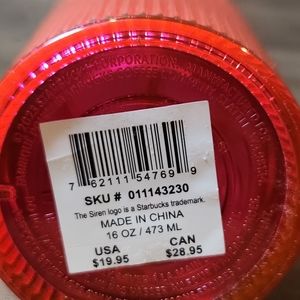 CORPORATION
7 62111 54769 9
SKU # 011143230
The Siren logo is a Starbucks trademark.
MADE IN CHINA
16 OZ / 473 ML
USA CAN
$19.95 $28.95